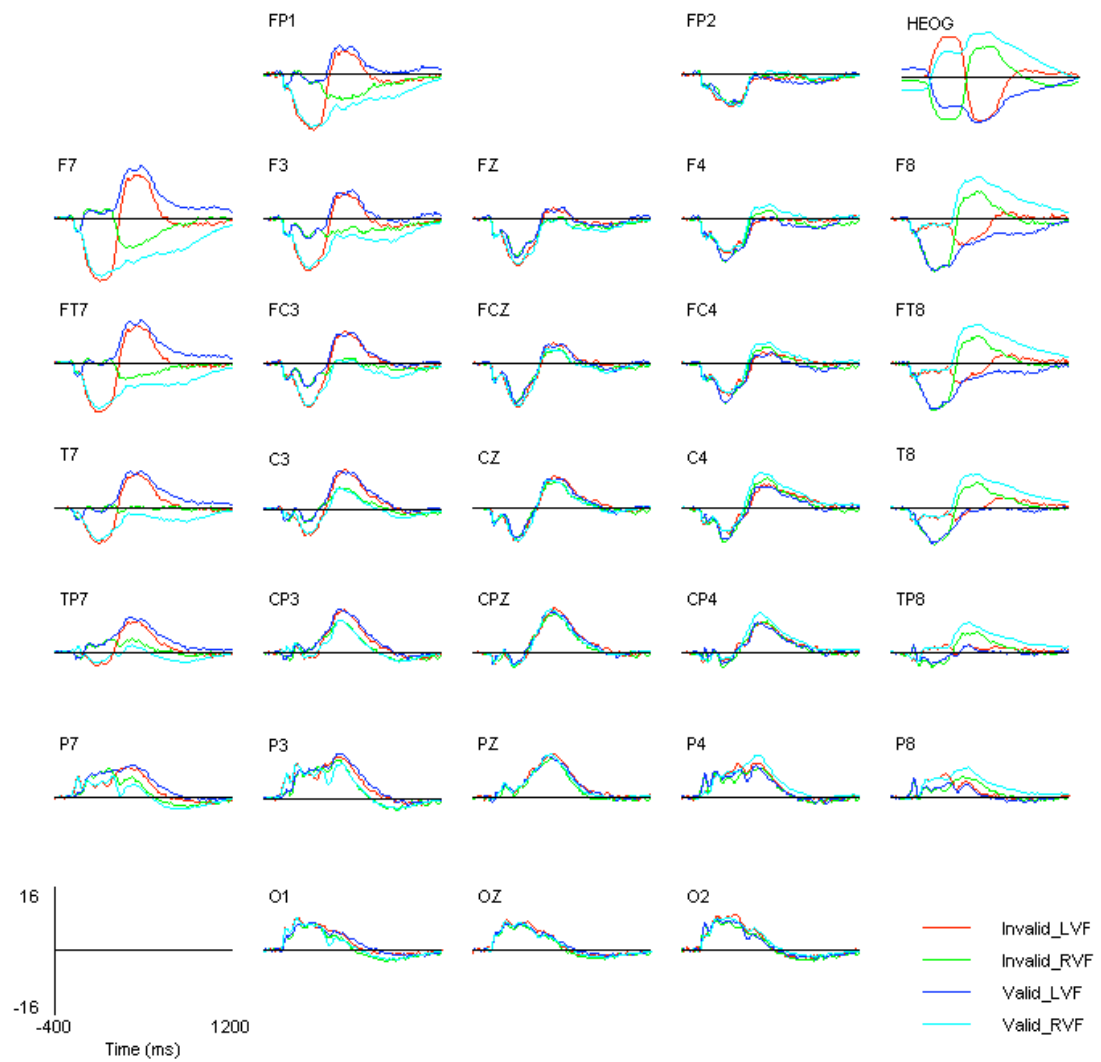 FP1 FP2 HEOG
F7 F3 FZ F4 F8
FT7 FC3 FCZ FC4 FT8
T7 C3 CZ C4 T8
TP7 CP3 CPZ CP4 TP8
P7 P3 PZ P4 P8
16 O1 OZ O2
Invalid_LVF
Invalid_RVF
Valid_LVF
-16
Valid_RVF
-400 1200
Time (ms)